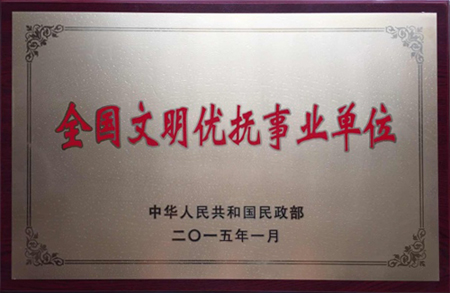 全国文明优抚事业单位
中华人民共和国民政部
二〇一五年一月